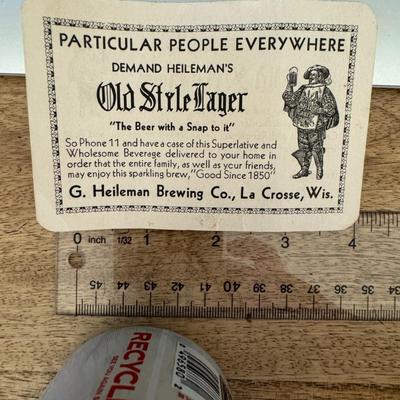 PARTICULAR PEOPLE EVERYWHERE
DEMAND HEILEMAN'S
Old Style Lager
"The Beer with a Snap to it"
So Phone 11 and have a case of this Superlative and
Wholesome Beverage delivered to your home in
order that the entire family, as well as your friends,
may enjoy this sparkling brew, "Good Since 1850"
G. Heileman Brewing Co., La Crosse, Wis.
0 inch 1/32 1 2 3 4
45 44 43 42 41 40 39 38 37 36 35
RECYCL